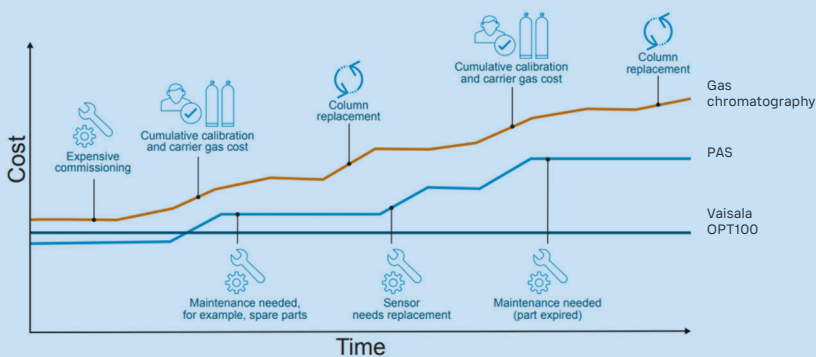 Cumulative calibration
and carrier gas cost
Column
replacement
Gas
chromatography
Column
replacement
Cumulative calibration
and carrier gas cost
Expensive
commissioning
PAS
Cost
Vaisala
OPT100
Maintenance needed,
for example, spare parts
Sensor
needs replacement
Maintenance needed
(part expired)
Time